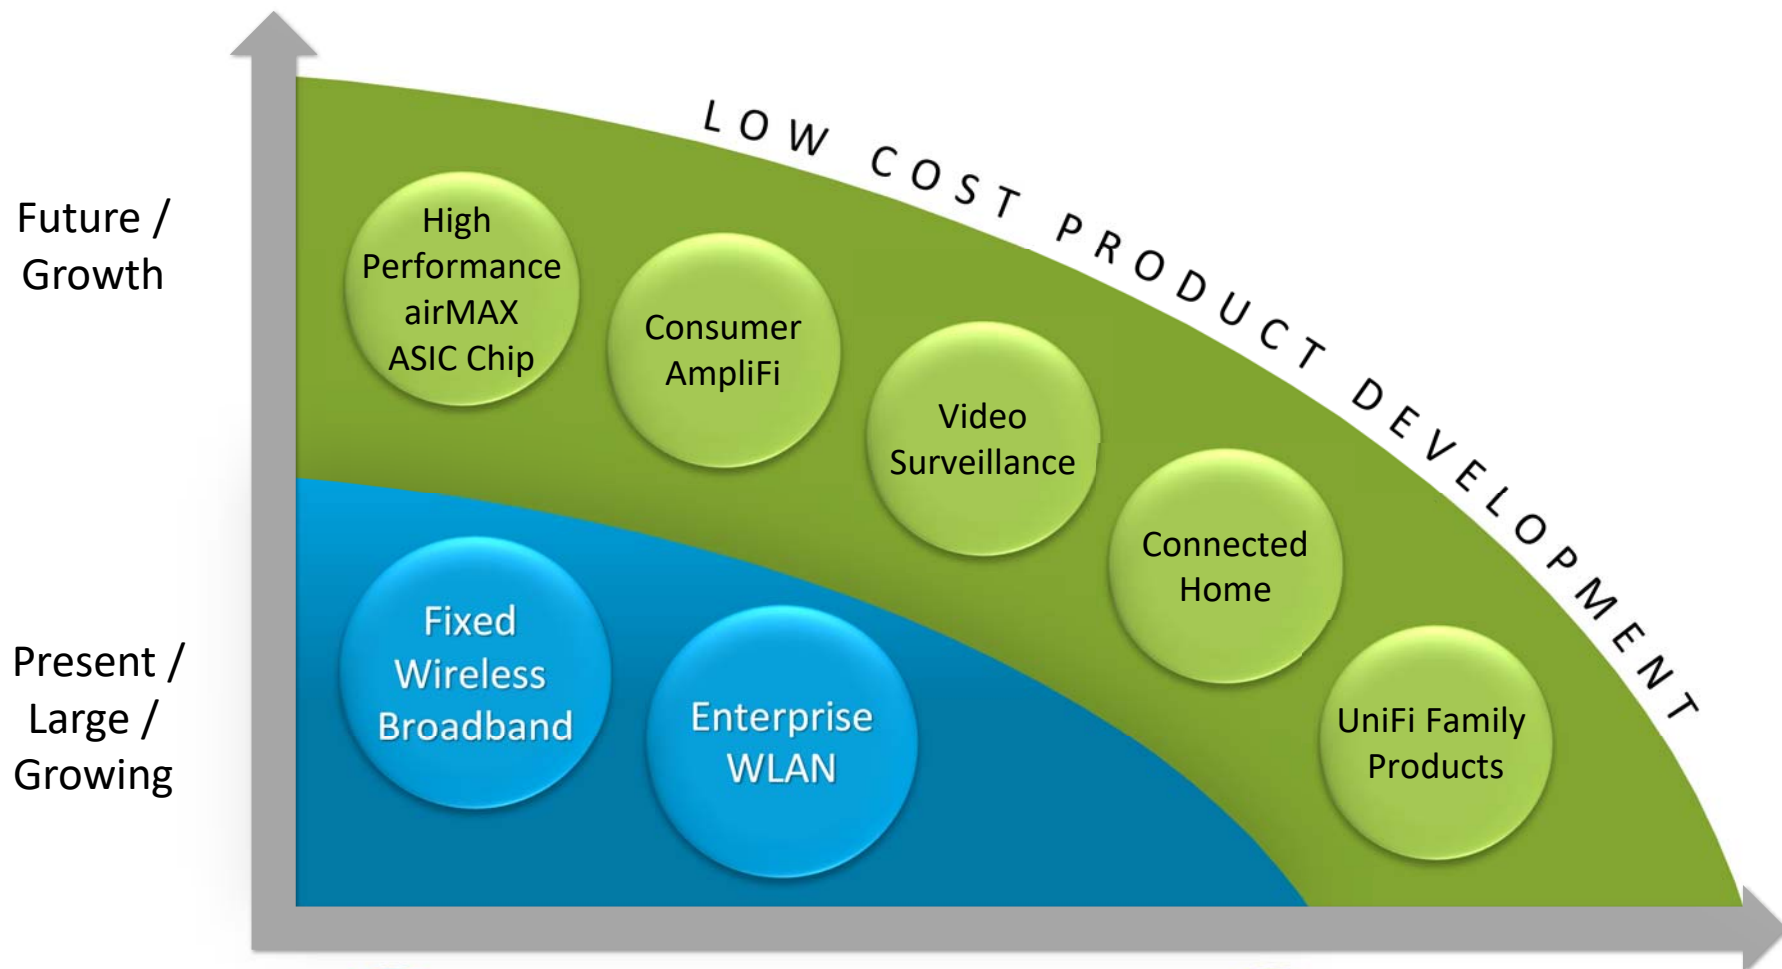 LOW COST PRODUCT DEVELOPMENT
Future /
Growth
High
Performance
airMAX
ASIC Chip
Consumer
AmpliFi
Video
Surveillance
Connected
Home
UniFi Family
Products
Present /
Large /
Growing
Fixed
Wireless
Broadband
Enterprise
WLAN